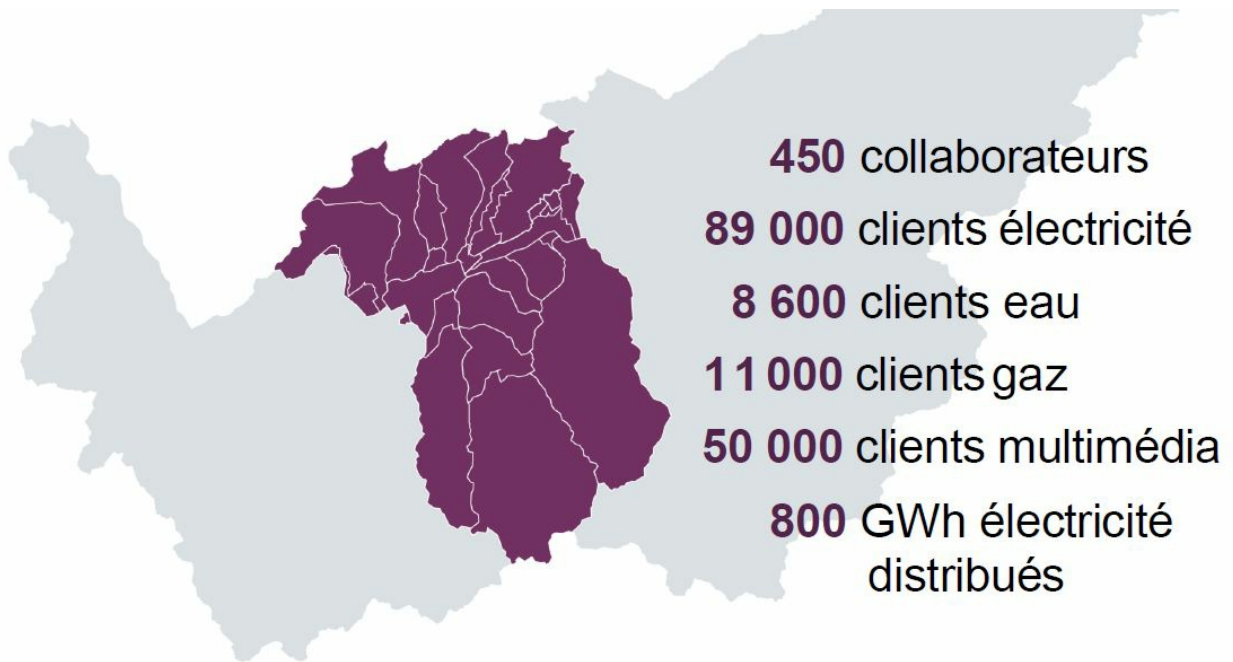 450 collaborateurs
89 000 clients électricité
8 600 clients eau
11 000 clients gaz
50 000 clients multimédia
800 GWh électricité
distribués